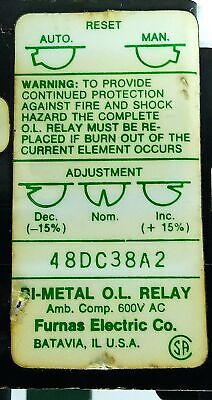 RESET
AUTO. MAN.
WARNING: TO PROVIDE
CONTINUED PROTECTION
AGAINST FIRE AND SHOCK
HAZARD THE COMPLETE
O.L. RELAY MUST BE RE-
PLACED IF BURN OUT OF THE
CURRENT ELEMENT OCCURS
ADJUSTMENT
Dec. Nom. Inc.
(-15%) (+ 15%)
48DC38A2
BI-METAL O.L. RELAY
Amb. Comp. 600V AC
Furnas Electric Co.
BATAVIA, IL U.S.A.
SA